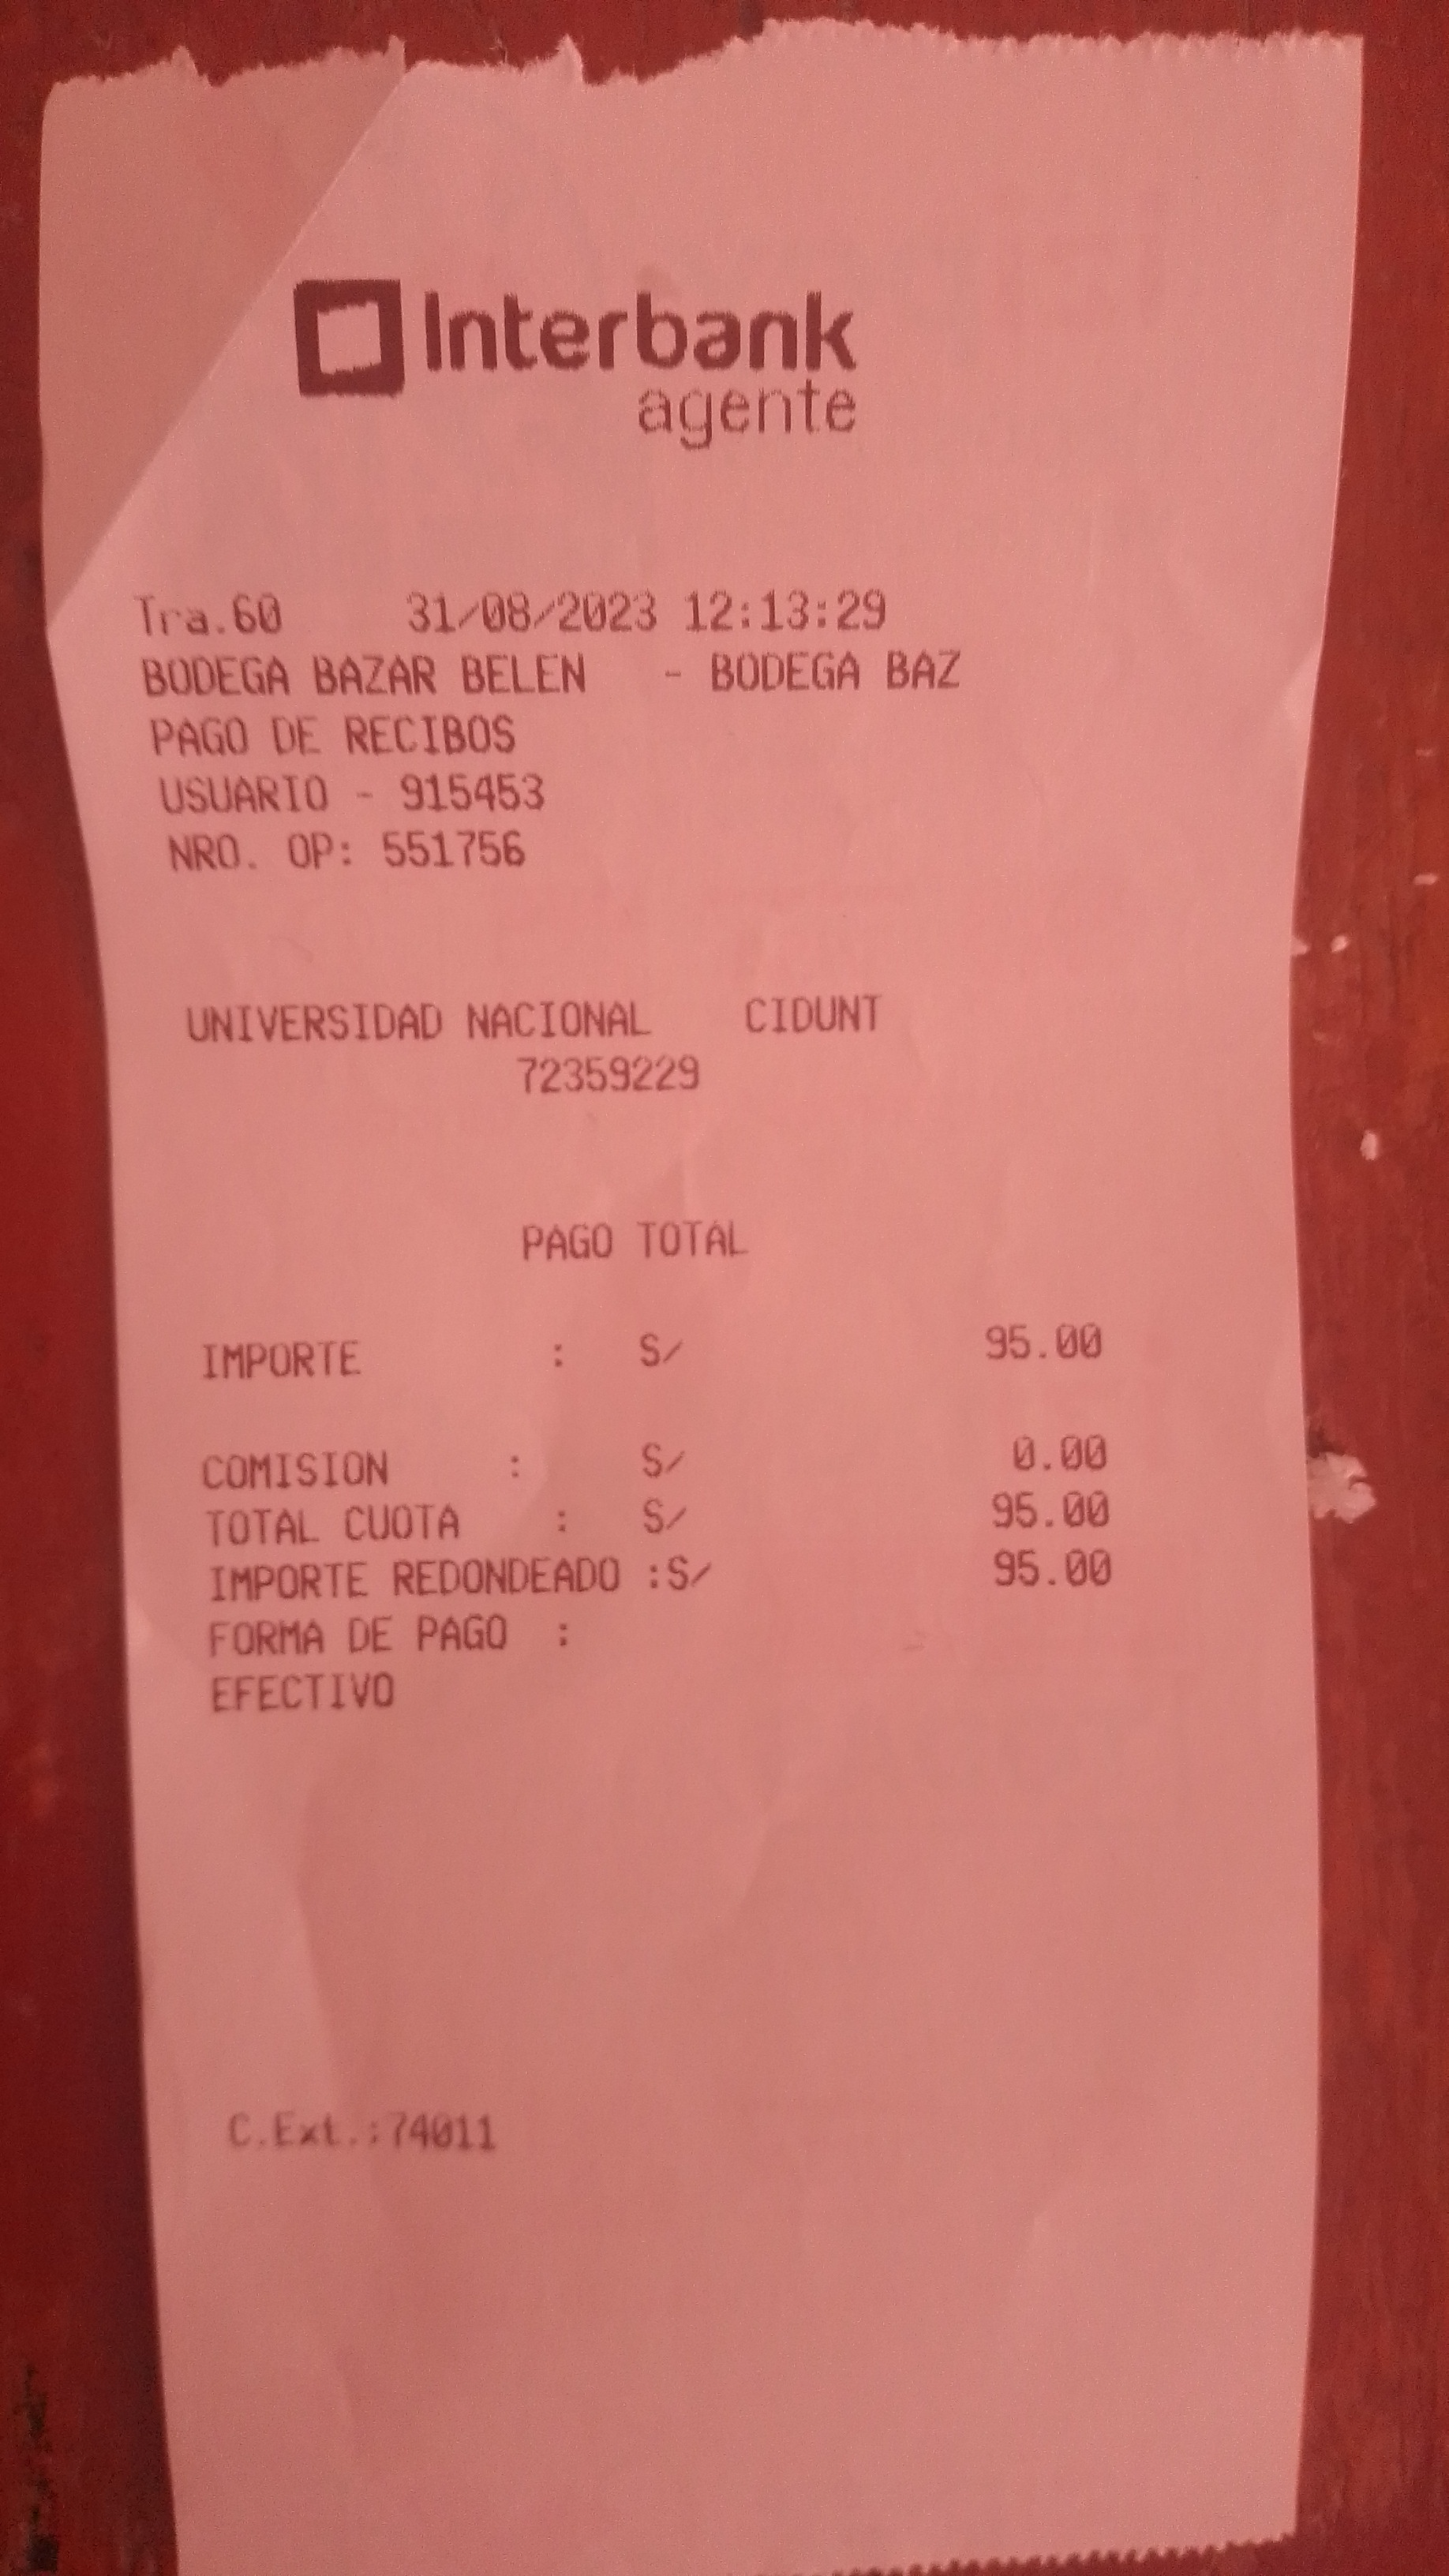 Interbank
agente
Tra.60 31/08/2023 12:13:29
BODEGA BAZAR BELEN - BODEGA BAZ
PAGO DE RECIBOS
USUARIO - 915453
NRO. OP: 551756
UNIVERSIDAD NACIONAL CIDUNT
72359229
PAGO TOTAL
IMPORTE : S/ 95.00
COMISION : S/ 0.00
TOTAL CUOTA : S/ 95.00
IMPORTE REDONDEADO :S/ 95.00
FORMA DE PAGO :
EFECTIVO
C.Ext.:74011